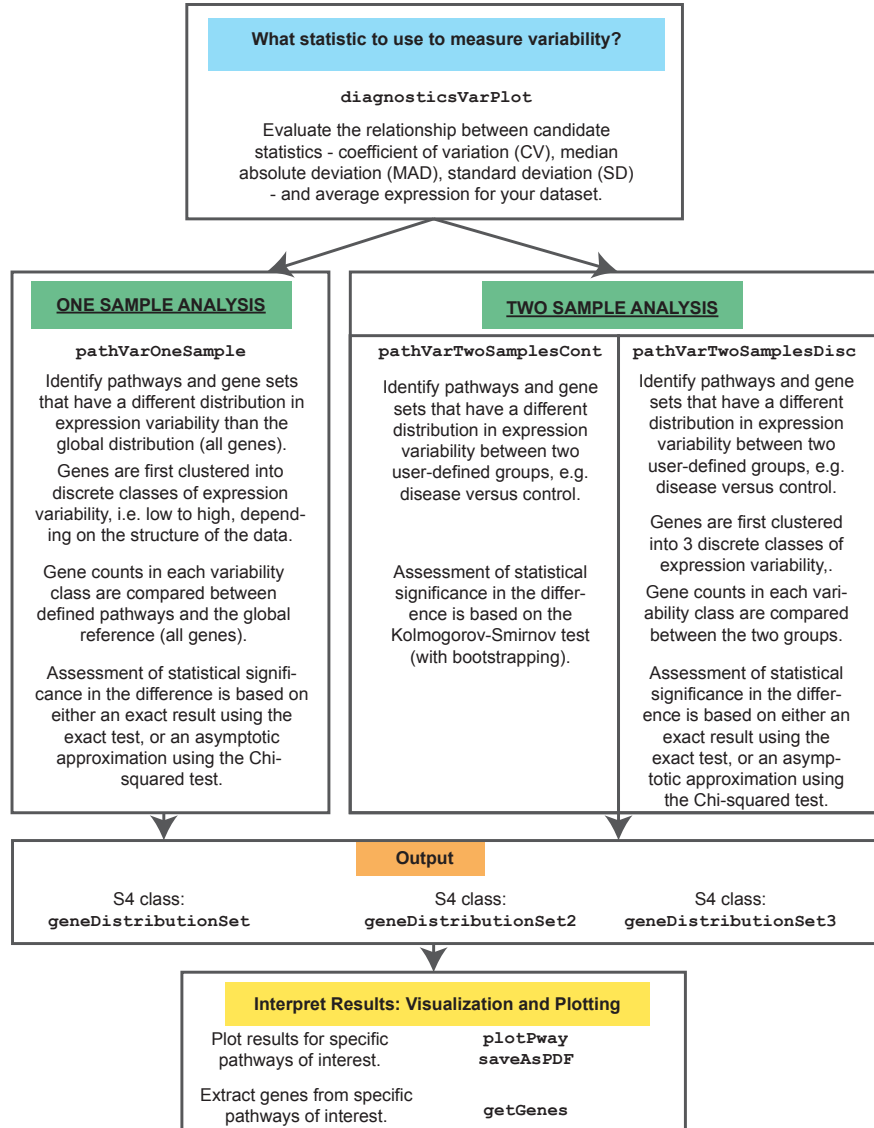 What statistic to use to measure variability?
diagnosticsVarPlot
Evaluate the relationship between candidate
statistics - coefficient of variation (CV), median
absolute deviation (MAD), standard deviation (SD)
- and average expression for your dataset.
ONE SAMPLE ANALYSIS
pathVarOneSample
Identify pathways and gene sets
that have a different distribution in
expression variability than the
global distribution (all genes).
Genes are first clustered into
discrete classes of expression
variability, i.e. low to high, depend-
ing on the structure of the data.
Gene counts in each variability
class are compared between
defined pathways and the global
reference (all genes).
Assessment of statistical signifi-
cance in the difference is based on
either an exact result using the
exact test, or an asymptotic
approximation using the Chi-
squared test.
TWO SAMPLE ANALYSIS
pathVarTwoSamplesCont
Identify pathways and gene
sets that have a different
distribution in expression
variability between two
user-defined groups, e.g.
disease versus control.
Assessment of statistical
significance in the differ-
ence is based on the
Kolmogorov-Smirnov test
(with bootstrapping).
pathVarTwoSamplesDisc
Identify pathways and gene
sets that have a different
distribution in expression
variability between two
user-defined groups, e.g.
disease versus control.
Genes are first clustered
into 3 discrete classes of
expression variability,.
Gene counts in each vari-
ability class are compared
between the two groups.
Assessment of statistical
significance in the differ-
ence is based on either an
exact result using the
exact test, or an asymp-
totic approximation using
the Chi-squared test.
Output
S4 class:
geneDistributionSet
S4 class:
geneDistributionSet2
S4 class:
geneDistributionSet3
Interpret Results: Visualization and Plotting
Plot results for specific
pathways of interest.
plotPway
saveAsPDF
Extract genes from specific
pathways of interest.
getGenes